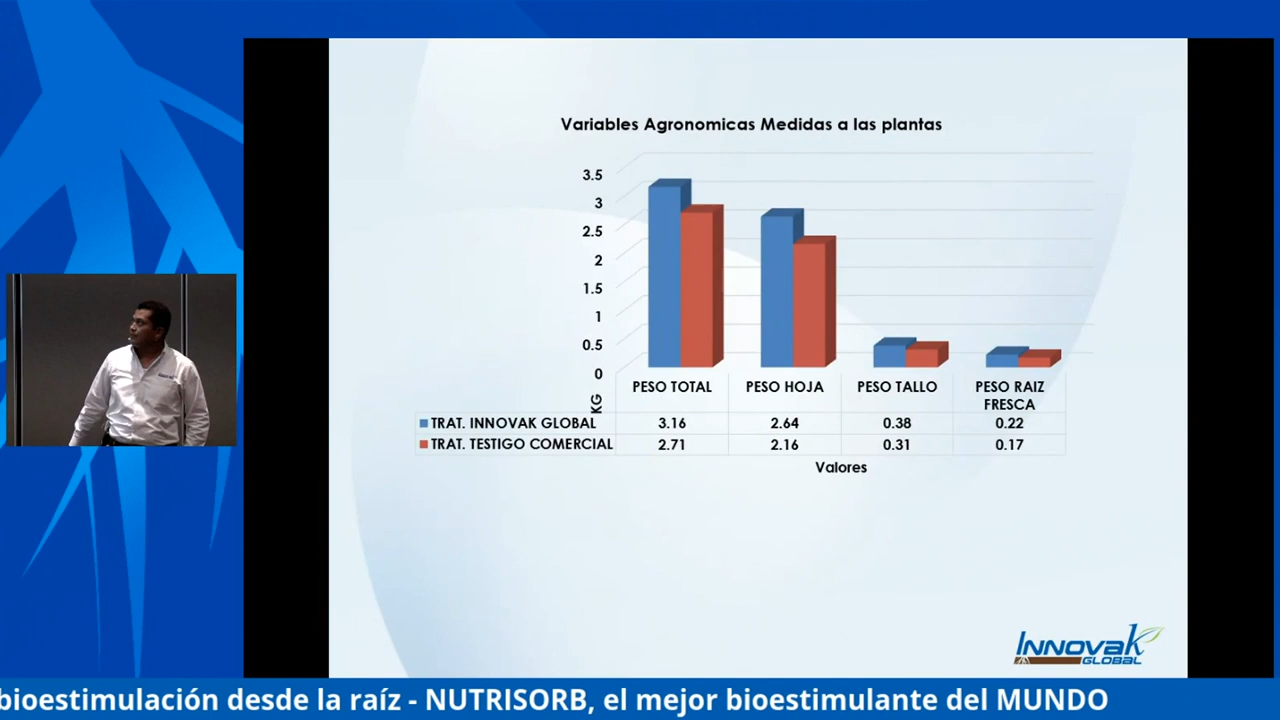 Variables Agronomicas Medidas a las plantas
3.5
3
2.5
2
1.5
1
0.5
0
KG
PESO TOTAL PESO HOJA PESO TALLO PESO RAIZ FRESCA
TRAT. INNOVAK GLOBAL 3.16 2.64 0.38 0.22
TRAT. TESTIGO COMERCIAL 2.71 2.16 0.31 0.17
Valores
Innovak
GLOBAL
bioestimulación desde la raíz - NUTRISORB, el mejor bioestimulante del MUNDO